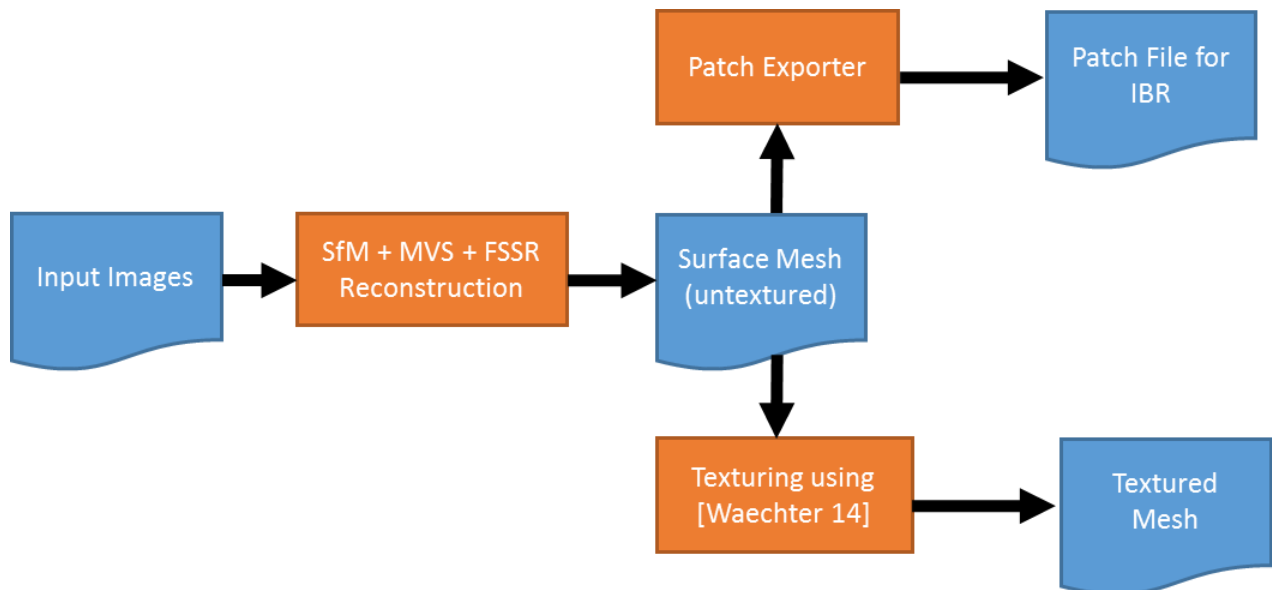 Patch Exporter
Patch File for
IBR
Input Images
SfM + MVS + FSSR
Reconstruction
Surface Mesh
(untextured)
Texturing using
[Waechter 14]
Textured
Mesh